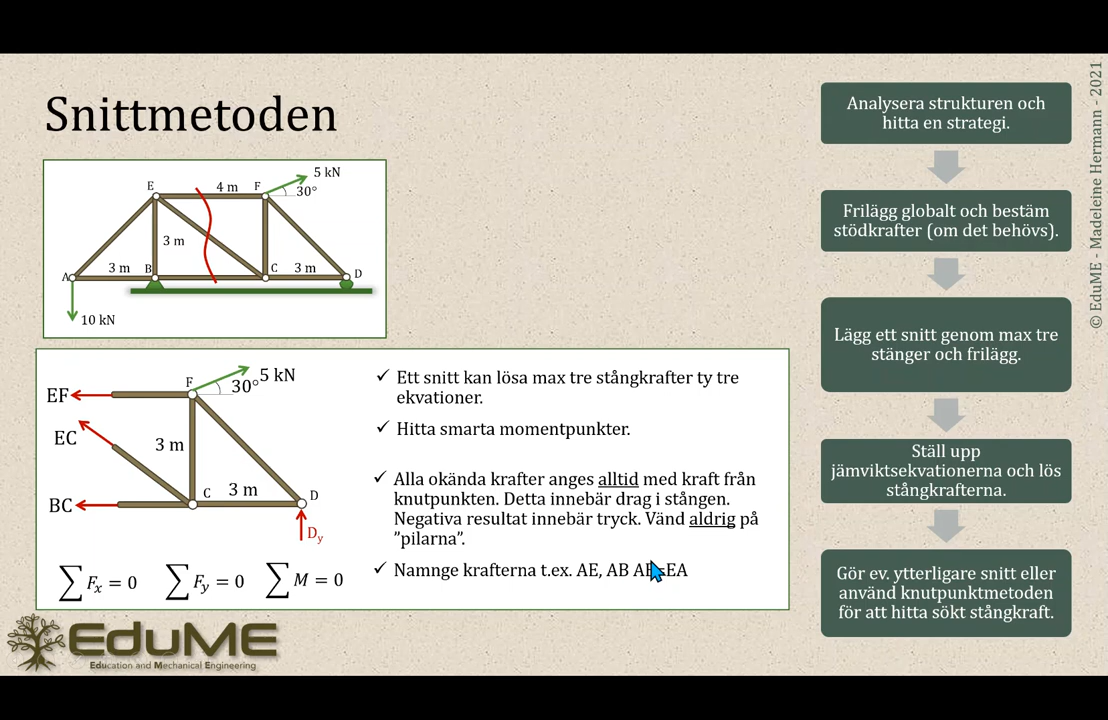 Snittmetoden
E
4 m
F
5 kN
30°
3 m
A
3 m
B
C
3 m
D
10 kN
F
5 kN
30°
EF
EC
3 m
BC
C
3 m
D
Dy
∑ Fx = 0
∑ Fy = 0
∑ M = 0
✓ Ett snitt kan lösa max tre stångkrafter ty tre
ekvationer.
✓ Hitta smarta momentpunkter.
✓ Alla okända krafter anges alltid med kraft från
knutpunkten. Detta innebär drag i stången.
Negativa resultat innebär tryck. Vänd aldrig på
”pilarna”.
✓ Namnge krafterna t.ex. AE, AB
Analysera strukturen och
hitta en strategi.
Frilägg globalt och bestäm
stödkrafter (om det behövs).
Lägg ett snitt genom max tre
stänger och frilägg.
Ställ upp
jämviktsekvationerna och lös
stångkrafterna.
Gör ev. ytterligare snitt eller
använd knutpunktmetoden
för att hitta sökt stångkraft.
© EduME - Madeleine Hermann - 2021
EduME
Education and Mechanical Engineering